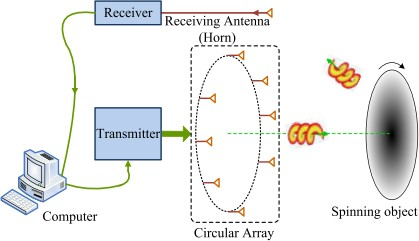 Receiver
Receiving Antenna
(Horn)
Transmitter
Computer
Circular Array
Spinning object